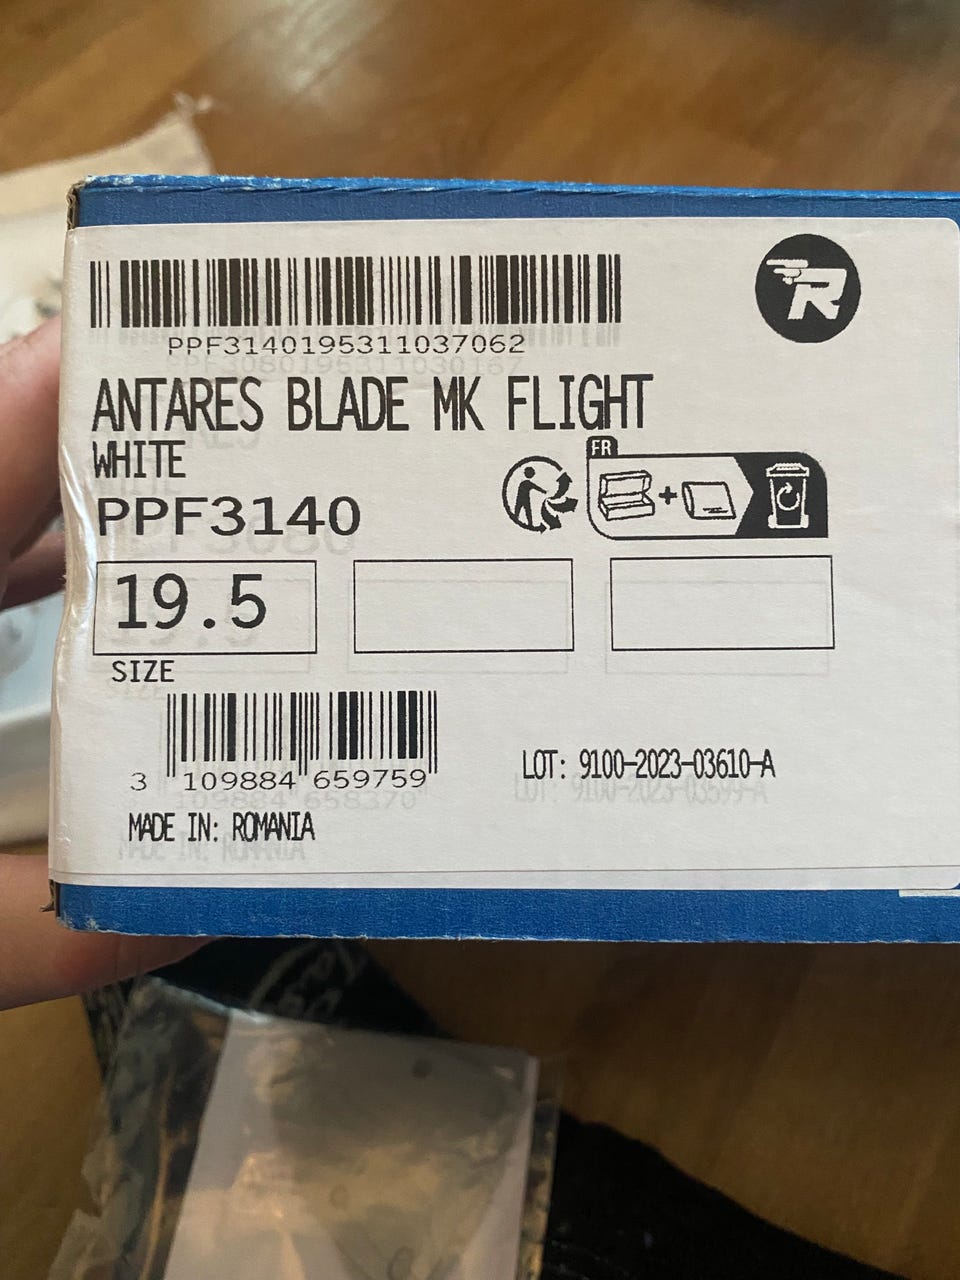 PPF3140195311037062
R
ANTARES BLADE MK FLIGHT
WHITE
FR
PPF3140
19.5
SIZE
3 109884 659759
LOT: 9100-2023-03610-A
MADE IN: ROMANIA